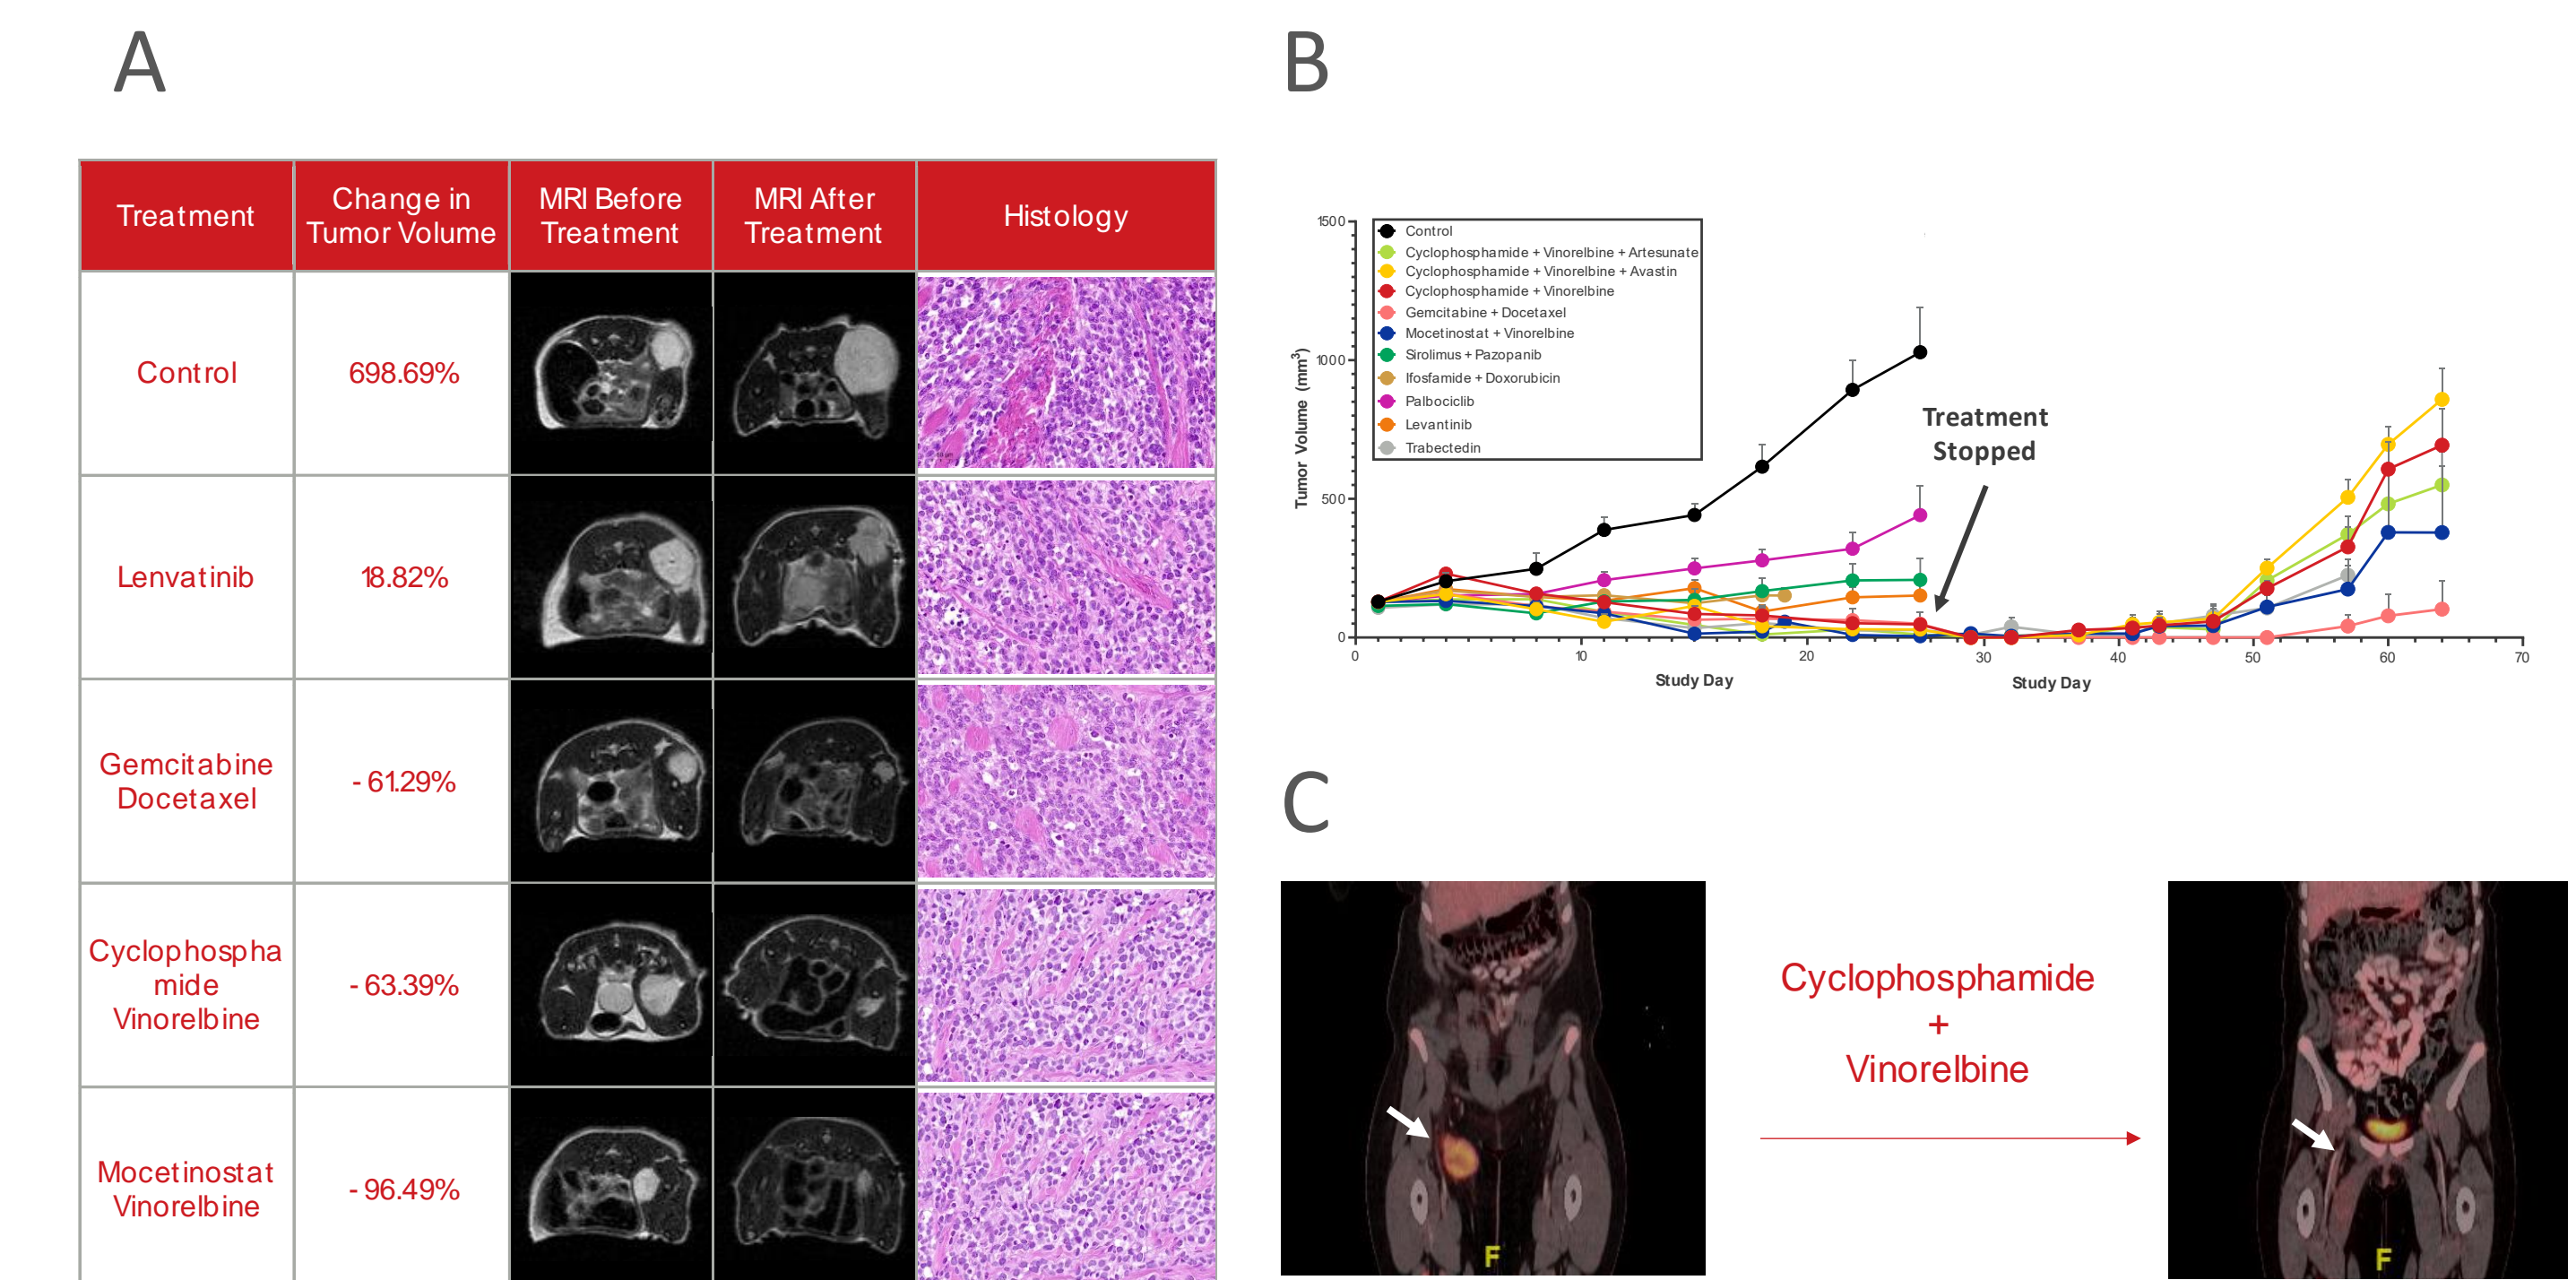 A
Treatment
Change in
Tumor Volume
MRI Before
Treatment
MRI After
Treatment
Histology
Control
698.69%
Lenvatinib
18.82%
Gemcitabine
Docetaxel
- 61.29%
Cyclophospha
mide
Vinorelbine
- 63.39%
Mocetinostat
Vinorelbine
- 96.49%
B
Tumor Volume (mm³)
1500
1000
500
0
Control
Cyclophosphamide + Vinorelbine + Artesunate
Cyclophosphamide + Vinorelbine + Avastin
Cyclophosphamide + Vinorelbine
Gemcitabine + Docetaxel
Mocetinostat + Vinorelbine
Sirolimus + Pazopanib
Ifosfamide + Doxorubicin
Palbociclib
Levantinib
Trabectedin
Treatment
Stopped
0 10 20 30 40 50 60 70
Study Day
Study Day
C
Cyclophosphamide
+
Vinorelbine
F
F